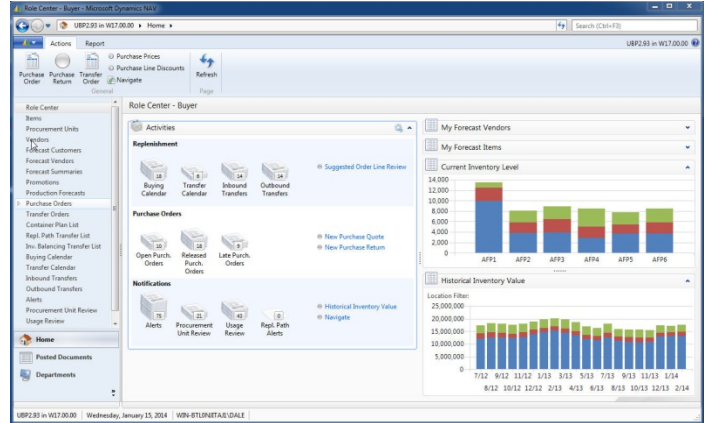 Role Center - Buyer - Microsoft Dynamics NAV
UBP2.93 in W17.00.00 Home
Search (Ctrl+F3)
Actions Report
UBP2.93 in W17.00.00
Purchase Order
Purchase Return
Transfer Order
Purchase Prices
Purchase Line Discounts
Navigate
Refresh
General
Page
Role Center
Items
Procurement Units
Vendors
Forecast Customers
Forecast Vendors
Forecast Summaries
Promotions
Production Forecasts
Purchase Orders
Transfer Orders
Container Plan List
Repl. Path Transfer List
Inv. Balancing Transfer List
Buying Calendar
Transfer Calendar
Inbound Transfers
Outbound Transfers
Alerts
Procurement Unit Review
Usage Review
Home
Posted Documents
Departments
Role Center - Buyer
Activities
Replenishment
18 6 14 14
Buying Calendar
Transfer Calendar
Inbound Transfers
Outbound Transfers
Suggested Order Line Review
Purchase Orders
10 18 9
Open Purch. Orders
Released Purch. Orders
Late Purch. Orders
New Purchase Quote
New Purchase Return
Notifications
75 21 43 0
Alerts
Procurement Unit Review
Usage Review
Repl. Path Alerts
Historical Inventory Value
Navigate
My Forecast Vendors
My Forecast Items
Current Inventory Level
14,000
12,000
10,000
8,000
6,000
4,000
2,000
0
AFP1 AFP2 AFP3 AFP4 AFP5 AFP6
Historical Inventory Value
Location Filter:
25,000,000
20,000,000
15,000,000
10,000,000
5,000,000
0
7/12 9/12 11/12 1/13 3/13 5/13 7/13 9/13 11/13 1/14
8/12 10/12 12/12 2/13 4/13 6/13 8/13 10/13 12/13 2/14
UBP2.93 in W17.00.00 Wednesday, January 15, 2014